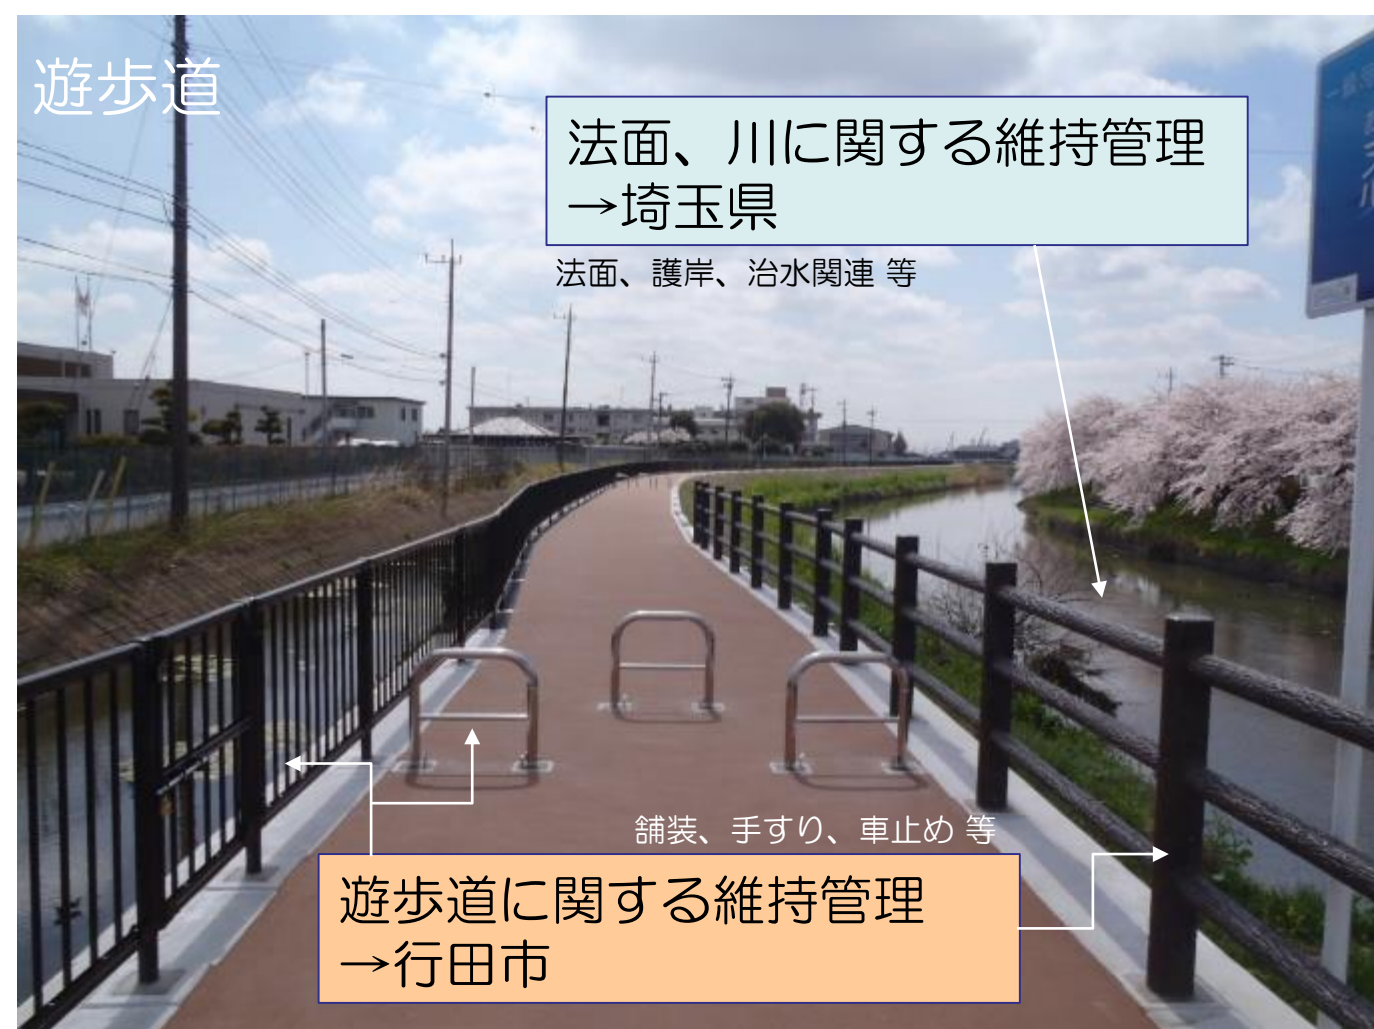 遊歩道
法面、川に関する維持管理
→埼玉県
法面、護岸、治水関連 等
舗装、手すり、車止め 等
遊歩道に関する維持管理
→行田市